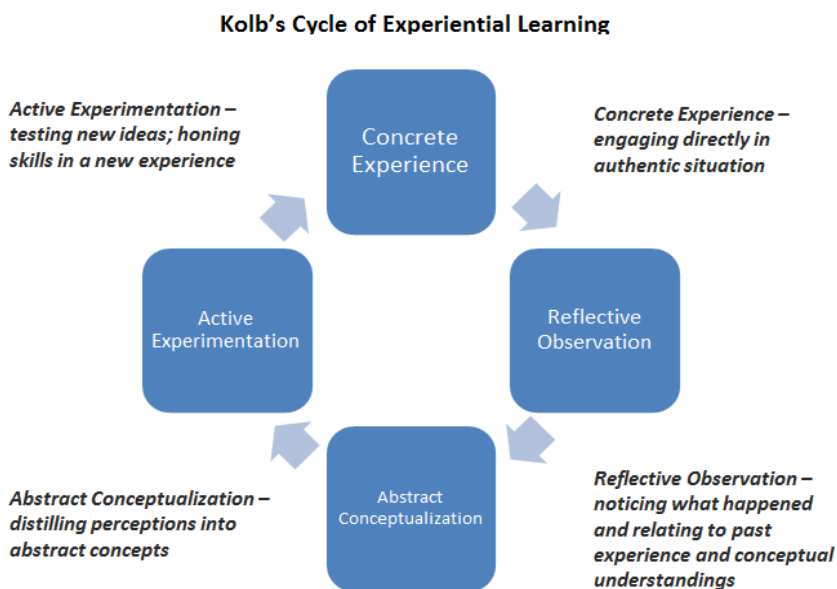 Kolb's Cycle of Experiential Learning
Active Experimentation –
testing new ideas; honing
skills in a new experience
Concrete
Experience
Concrete Experience –
engaging directly in
authentic situation
Active
Experimentation
Reflective
Observation
Abstract Conceptualization –
distilling perceptions into
abstract concepts
Abstract
Conceptualization
Reflective Observation –
noticing what happened
and relating to past
experience and conceptual
understandings